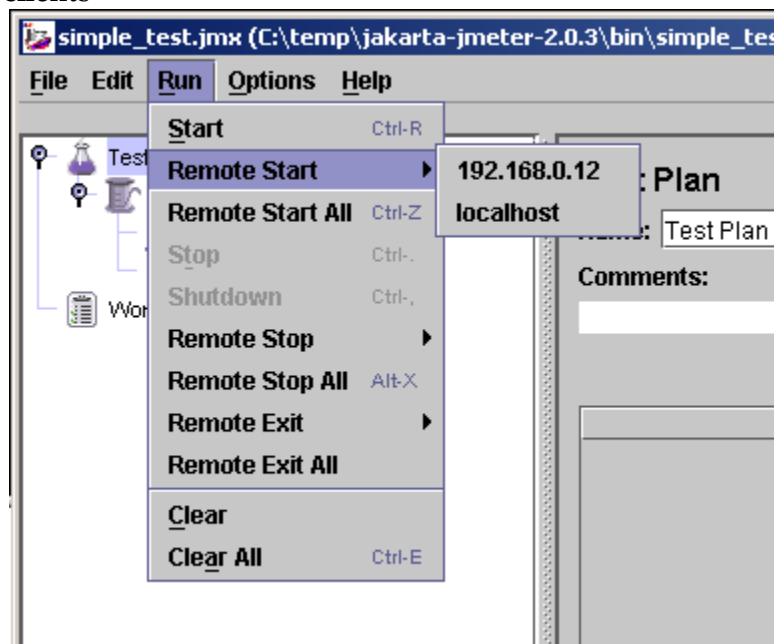 simple_test.jmx (C:\temp\jakarta-jmeter-2.0.3\bin\simple_tes
File Edit Run Options Help
Start Ctrl-R
Test
Remote Start
192.168.0.12
Plan
Remote Start All Ctrl-Z
localhost
Test Plan
Stop Ctrl-.
Comments:
Shutdown Ctrl-,
Wor
Remote Stop
Remote Stop All Alt-X
Remote Exit
Remote Exit All
Clear
Clear All Ctrl-E